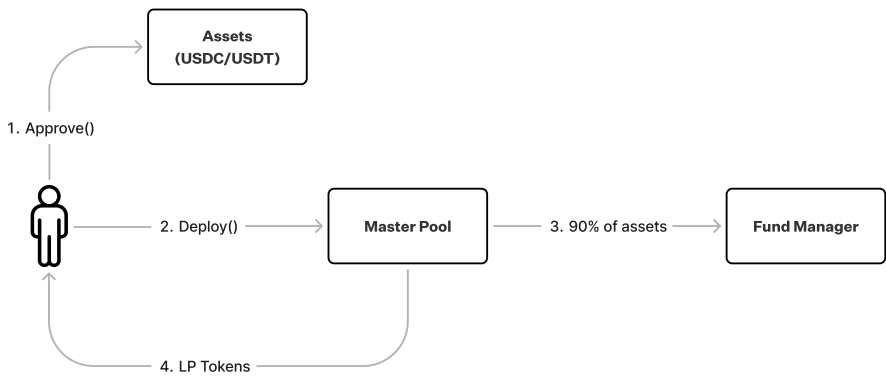 Assets
(USDC/USDT)
1. Approve()
2. Deploy()
Master Pool
3. 90% of assets
Fund Manager
4. LP Tokens